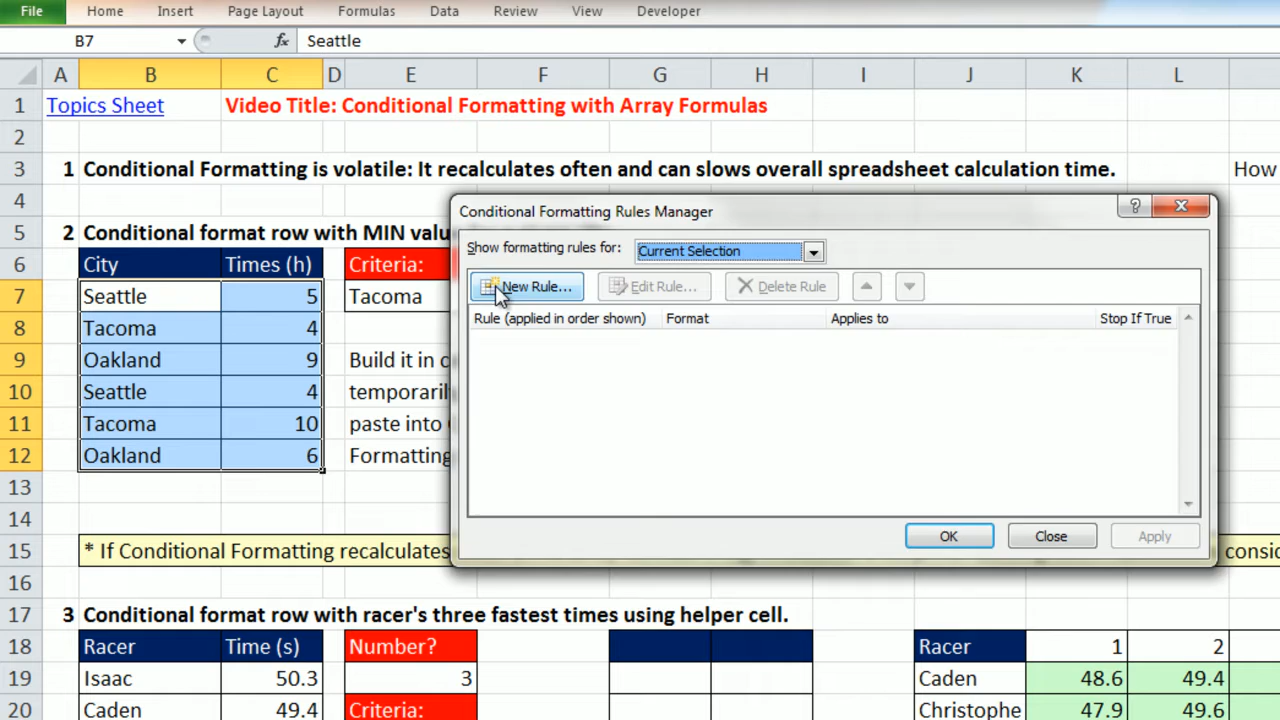 File Home Insert Page Layout Formulas Data Review View Developer
B7 fx Seattle
A B C D E F G H I J K L
1 Topics Sheet Video Title: Conditional Formatting with Array Formulas
2
3 1 Conditional Formatting is volatile: It recalculates often and can slows overall spreadsheet calculation time. How
4
5 2 Conditional format row with MIN valu
6 City Times (h) Criteria:
7 Seattle 5 Tacoma
8 Tacoma 4
9 Oakland 9 Build it in c
10 Seattle 4 temporaril
11 Tacoma 10 paste into
12 Oakland 6 Formatting
13
14
15 * If Conditional Formatting recalculates consid
16
17 3 Conditional format row with racer's three fastest times using helper cell.
18 Racer Time (s) Number? Racer 1 2
19 Isaac 50.3 3 Caden 48.6 49.4
20 Caden 49.4 Criteria: Christophe 47.9 49.6
Conditional Formatting Rules Manager
Show formatting rules for: Current Selection
New Rule... Edit Rule... Delete Rule
Rule (applied in order shown) Format Applies to Stop If True
OK Close Apply